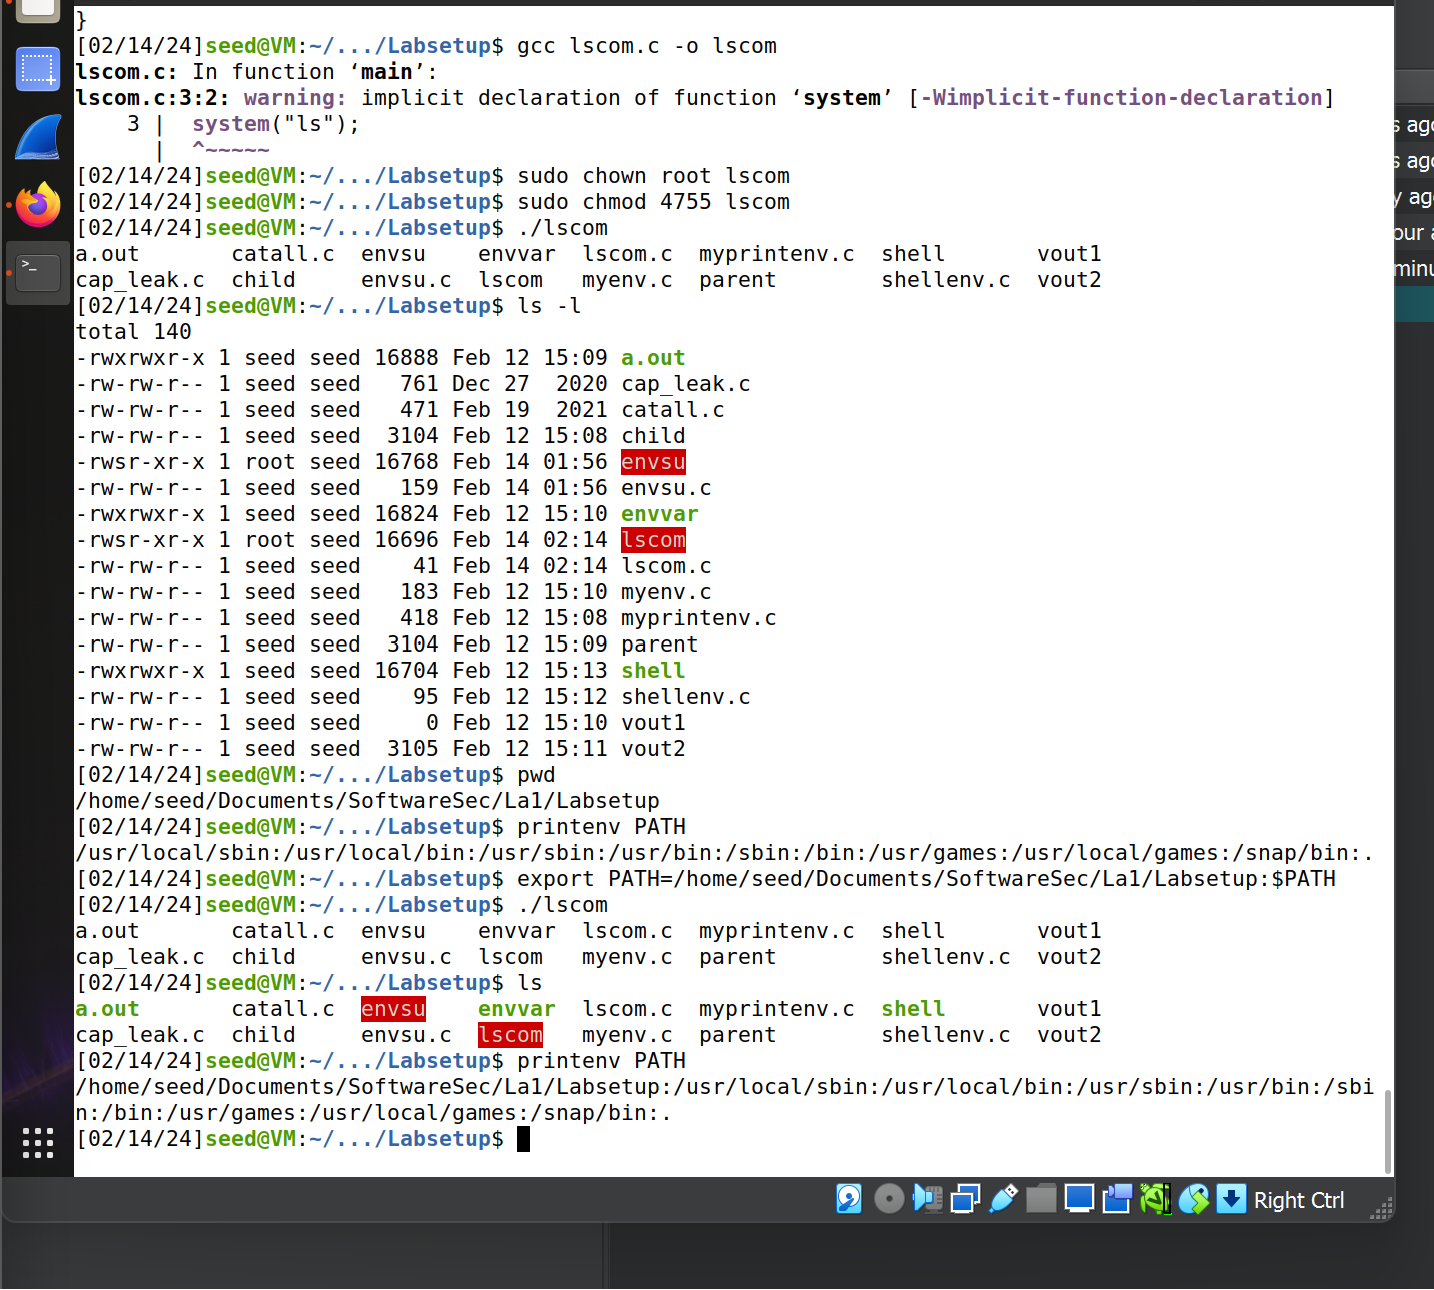 }
[02/14/24]seed@VM:~/.../Labsetup$ gcc lscom.c -o lscom
lscom.c: In function ‘main’:
lscom.c:3:2: warning: implicit declaration of function ‘system’ [-Wimplicit-function-declaration]
    3 |  system("ls");
      |  ^~~~~~
[02/14/24]seed@VM:~/.../Labsetup$ sudo chown root lscom
[02/14/24]seed@VM:~/.../Labsetup$ sudo chmod 4755 lscom
[02/14/24]seed@VM:~/.../Labsetup$ ./lscom
a.out       catall.c  envsu    envvar  lscom.c  myprintenv.c  shell       vout1
cap_leak.c  child     envsu.c  lscom   myenv.c  parent        shellenv.c  vout2
[02/14/24]seed@VM:~/.../Labsetup$ ls -l
total 140
-rwxrwxr-x 1 seed seed 16888 Feb 12 15:09 a.out
-rw-rw-r-- 1 seed seed   761 Dec 27  2020 cap_leak.c
-rw-rw-r-- 1 seed seed   471 Feb 19  2021 catall.c
-rw-rw-r-- 1 seed seed  3104 Feb 12 15:08 child
-rwsr-xr-x 1 root seed 16768 Feb 14 01:56 envsu
-rw-rw-r-- 1 seed seed   159 Feb 14 01:56 envsu.c
-rwxrwxr-x 1 seed seed 16824 Feb 12 15:10 envvar
-rwsr-xr-x 1 root seed 16696 Feb 14 02:14 lscom
-rw-rw-r-- 1 seed seed    41 Feb 14 02:14 lscom.c
-rw-rw-r-- 1 seed seed   183 Feb 12 15:10 myenv.c
-rw-rw-r-- 1 seed seed   418 Feb 12 15:08 myprintenv.c
-rw-rw-r-- 1 seed seed  3104 Feb 12 15:09 parent
-rwxrwxr-x 1 seed seed 16704 Feb 12 15:13 shell
-rw-rw-r-- 1 seed seed    95 Feb 12 15:12 shellenv.c
-rw-rw-r-- 1 seed seed     0 Feb 12 15:10 vout1
-rw-rw-r-- 1 seed seed  3105 Feb 12 15:11 vout2
[02/14/24]seed@VM:~/.../Labsetup$ pwd
/home/seed/Documents/SoftwareSec/La1/Labsetup
[02/14/24]seed@VM:~/.../Labsetup$ printenv PATH
/usr/local/sbin:/usr/local/bin:/usr/sbin:/usr/bin:/sbin:/bin:/usr/games:/usr/local/games:/snap/bin:.
[02/14/24]seed@VM:~/.../Labsetup$ export PATH=/home/seed/Documents/SoftwareSec/La1/Labsetup:$PATH
[02/14/24]seed@VM:~/.../Labsetup$ ./lscom
a.out       catall.c  envsu    envvar  lscom.c  myprintenv.c  shell       vout1
cap_leak.c  child     envsu.c  lscom   myenv.c  parent        shellenv.c  vout2
[02/14/24]seed@VM:~/.../Labsetup$ ls
a.out       catall.c  envsu    envvar  lscom.c  myprintenv.c  shell       vout1
cap_leak.c  child     envsu.c  lscom   myenv.c  parent        shellenv.c  vout2
[02/14/24]seed@VM:~/.../Labsetup$ printenv PATH
/home/seed/Documents/SoftwareSec/La1/Labsetup:/usr/local/sbin:/usr/local/bin:/usr/sbin:/usr/bin:/sbi
n:/bin:/usr/games:/usr/local/games:/snap/bin:.
[02/14/24]seed@VM:~/.../Labsetup$
Right Ctrl